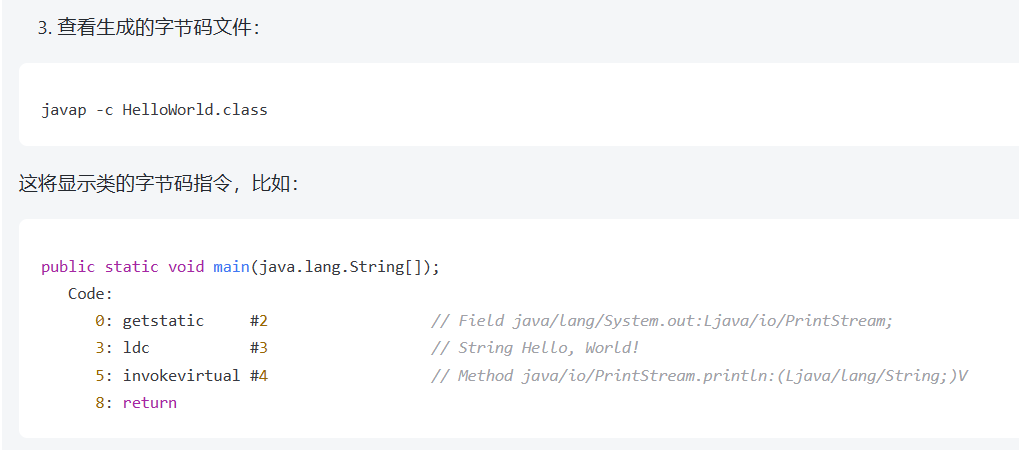 3. 查看生成的字节码文件：
javap -c HelloWorld.class
这将显示类的字节码指令，比如：
public static void main(java.lang.String[]);
Code:
0: getstatic #2 // Field java/lang/System.out:Ljava/io/PrintStream;
3: ldc #3 // String Hello, World!
5: invokevirtual #4 // Method java/io/PrintStream.println:(Ljava/lang/String;)V
8: return